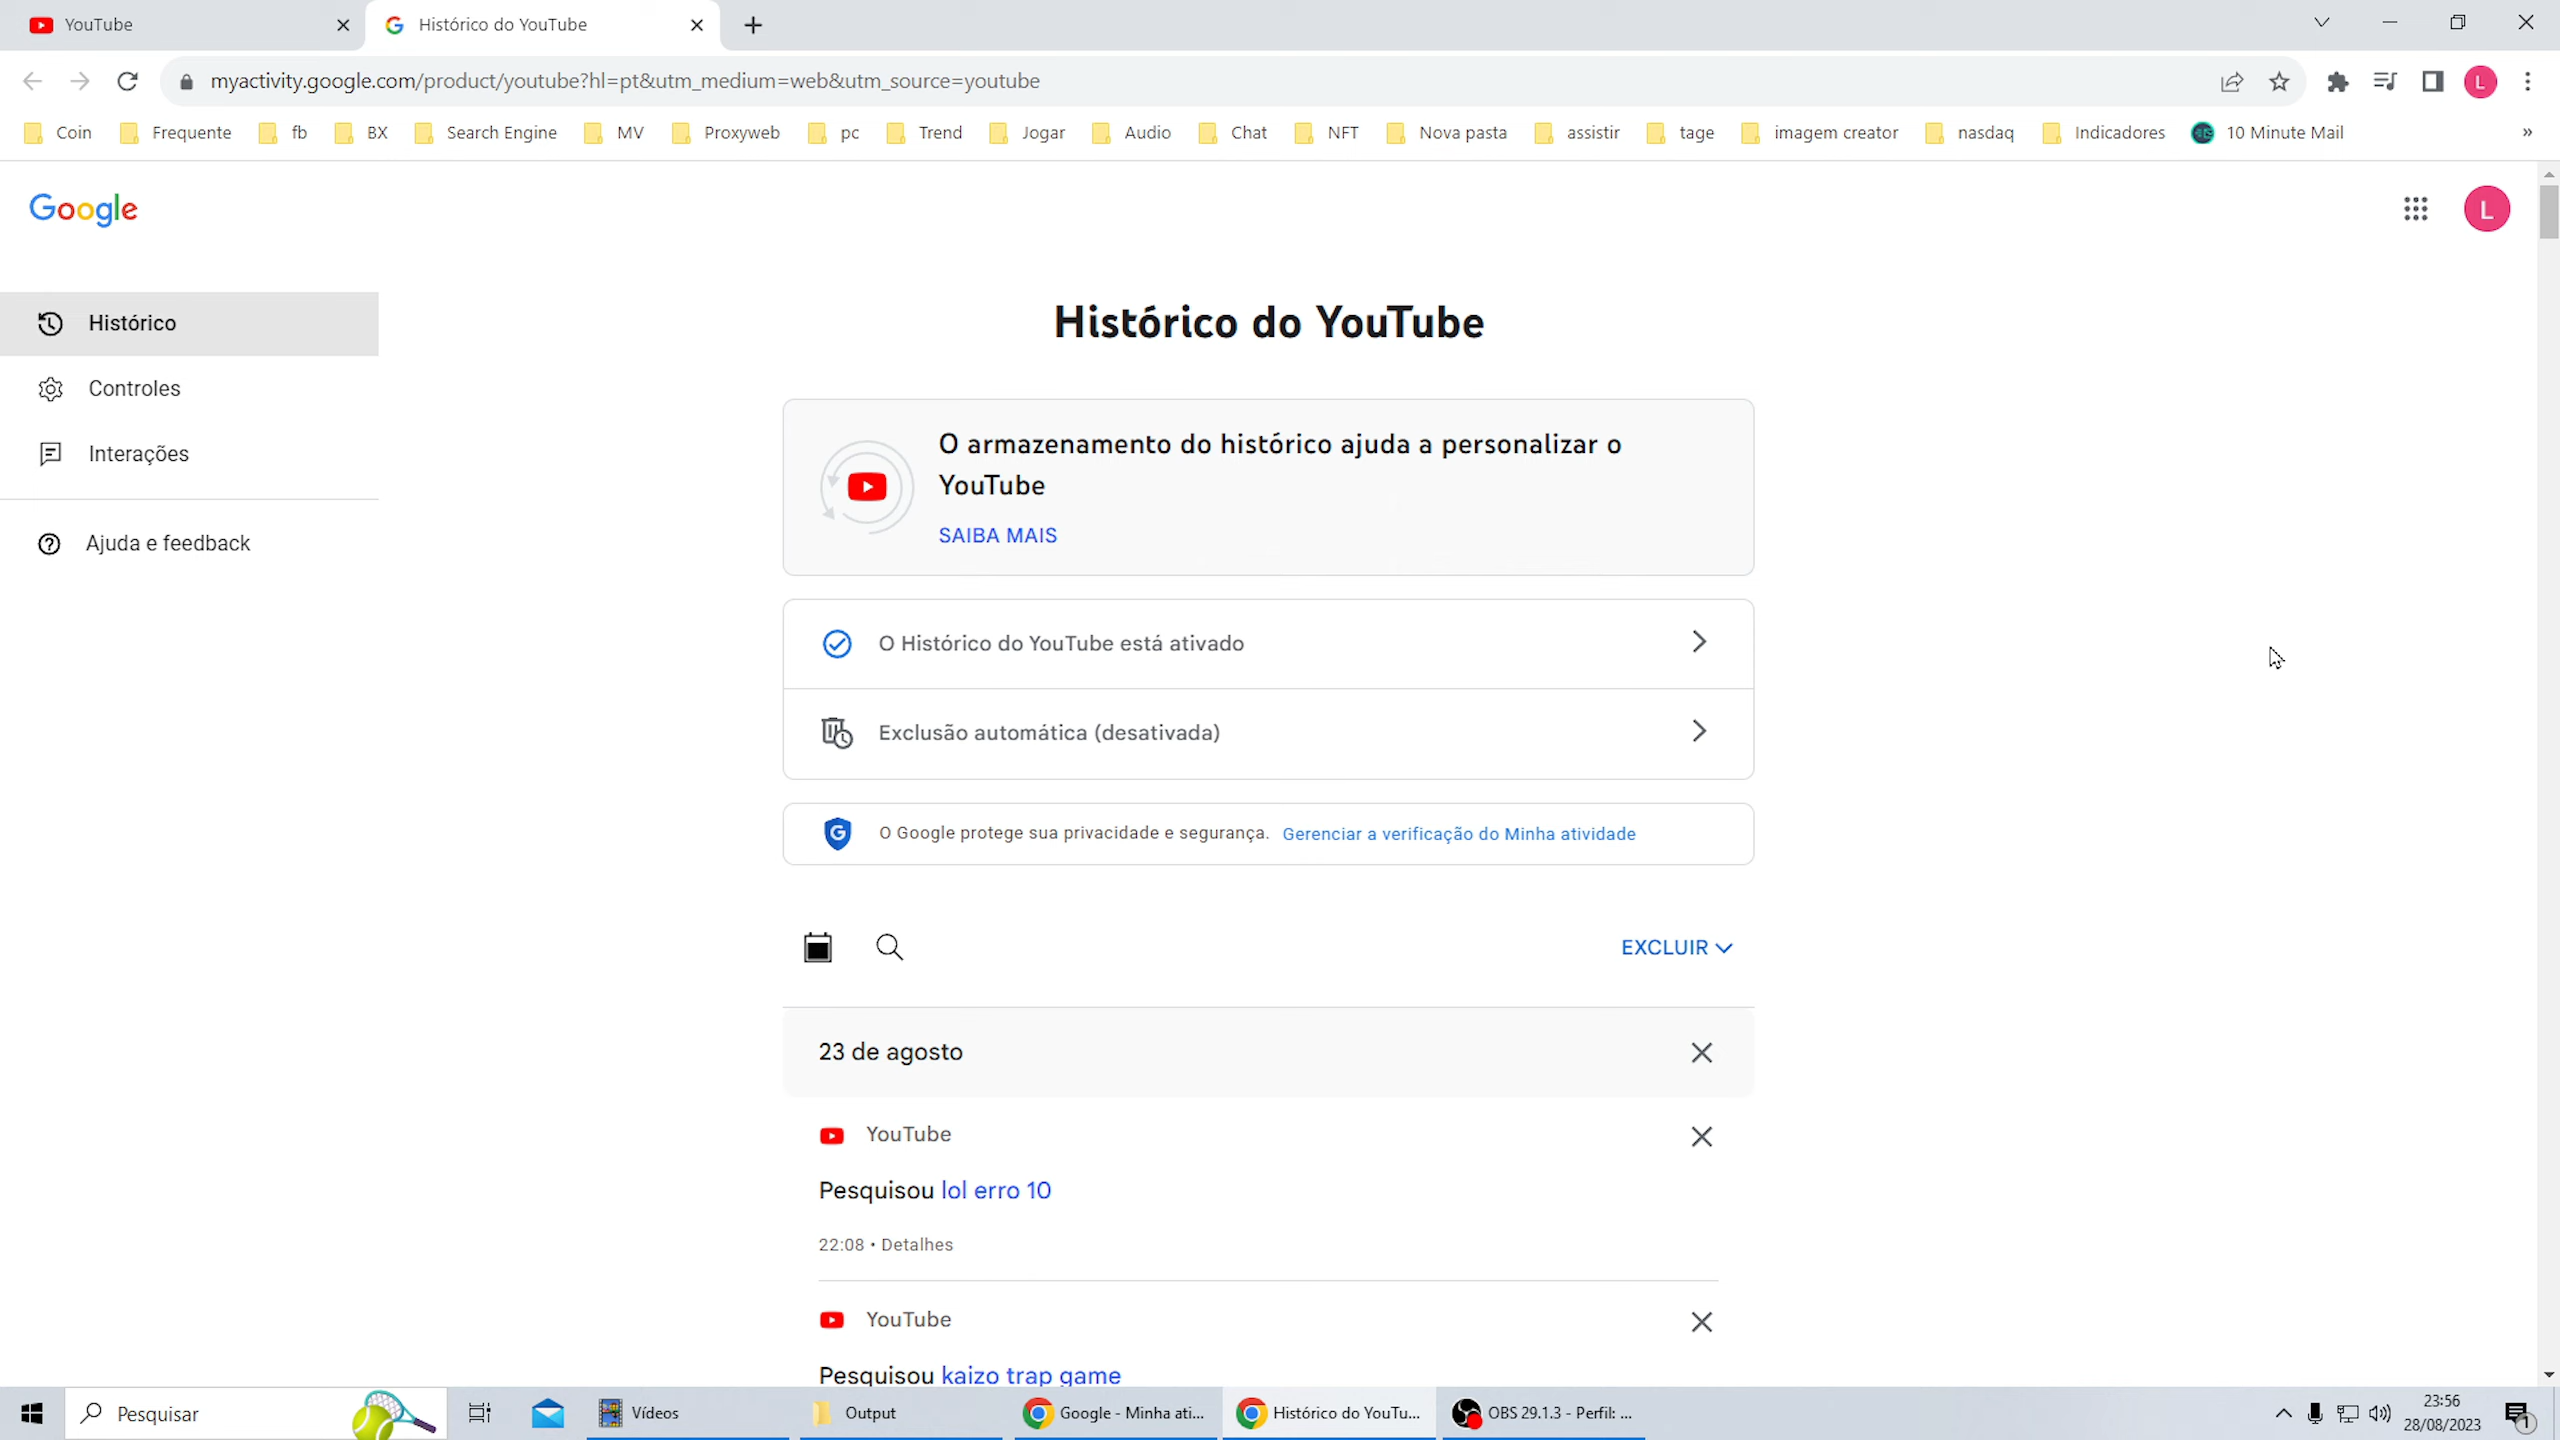 YouTube
Histórico do YouTube
myactivity.google.com/product/youtube?hl=pt&utm_medium=web&utm_source=youtube
L
Coin
Frequente
fb
BX
Search Engine
MV
Proxyweb
pc
Trend
Jogar
Audio
Chat
NFT
Nova pasta
assistir
tage
imagem creator
nasdaq
Indicadores
10 Minute Mail
»
Google
L
Histórico
Controles
Interações
Ajuda e feedback
Histórico do YouTube
O armazenamento do histórico ajuda a personalizar o
YouTube
SAIBA MAIS
O Histórico do YouTube está ativado
Exclusão automática (desativada)
O Google protege sua privacidade e segurança. Gerenciar a verificação do Minha atividade
EXCLUIR
23 de agosto
YouTube
Pesquisou lol erro 10
22:08 • Detalhes
YouTube
Pesquisou kaizo trap game
Pesquisar
Vídeos
Output
Google - Minha ati...
Histórico do YouTu...
OBS 29.1.3 - Perfil: ...
23:56
28/08/2023
1